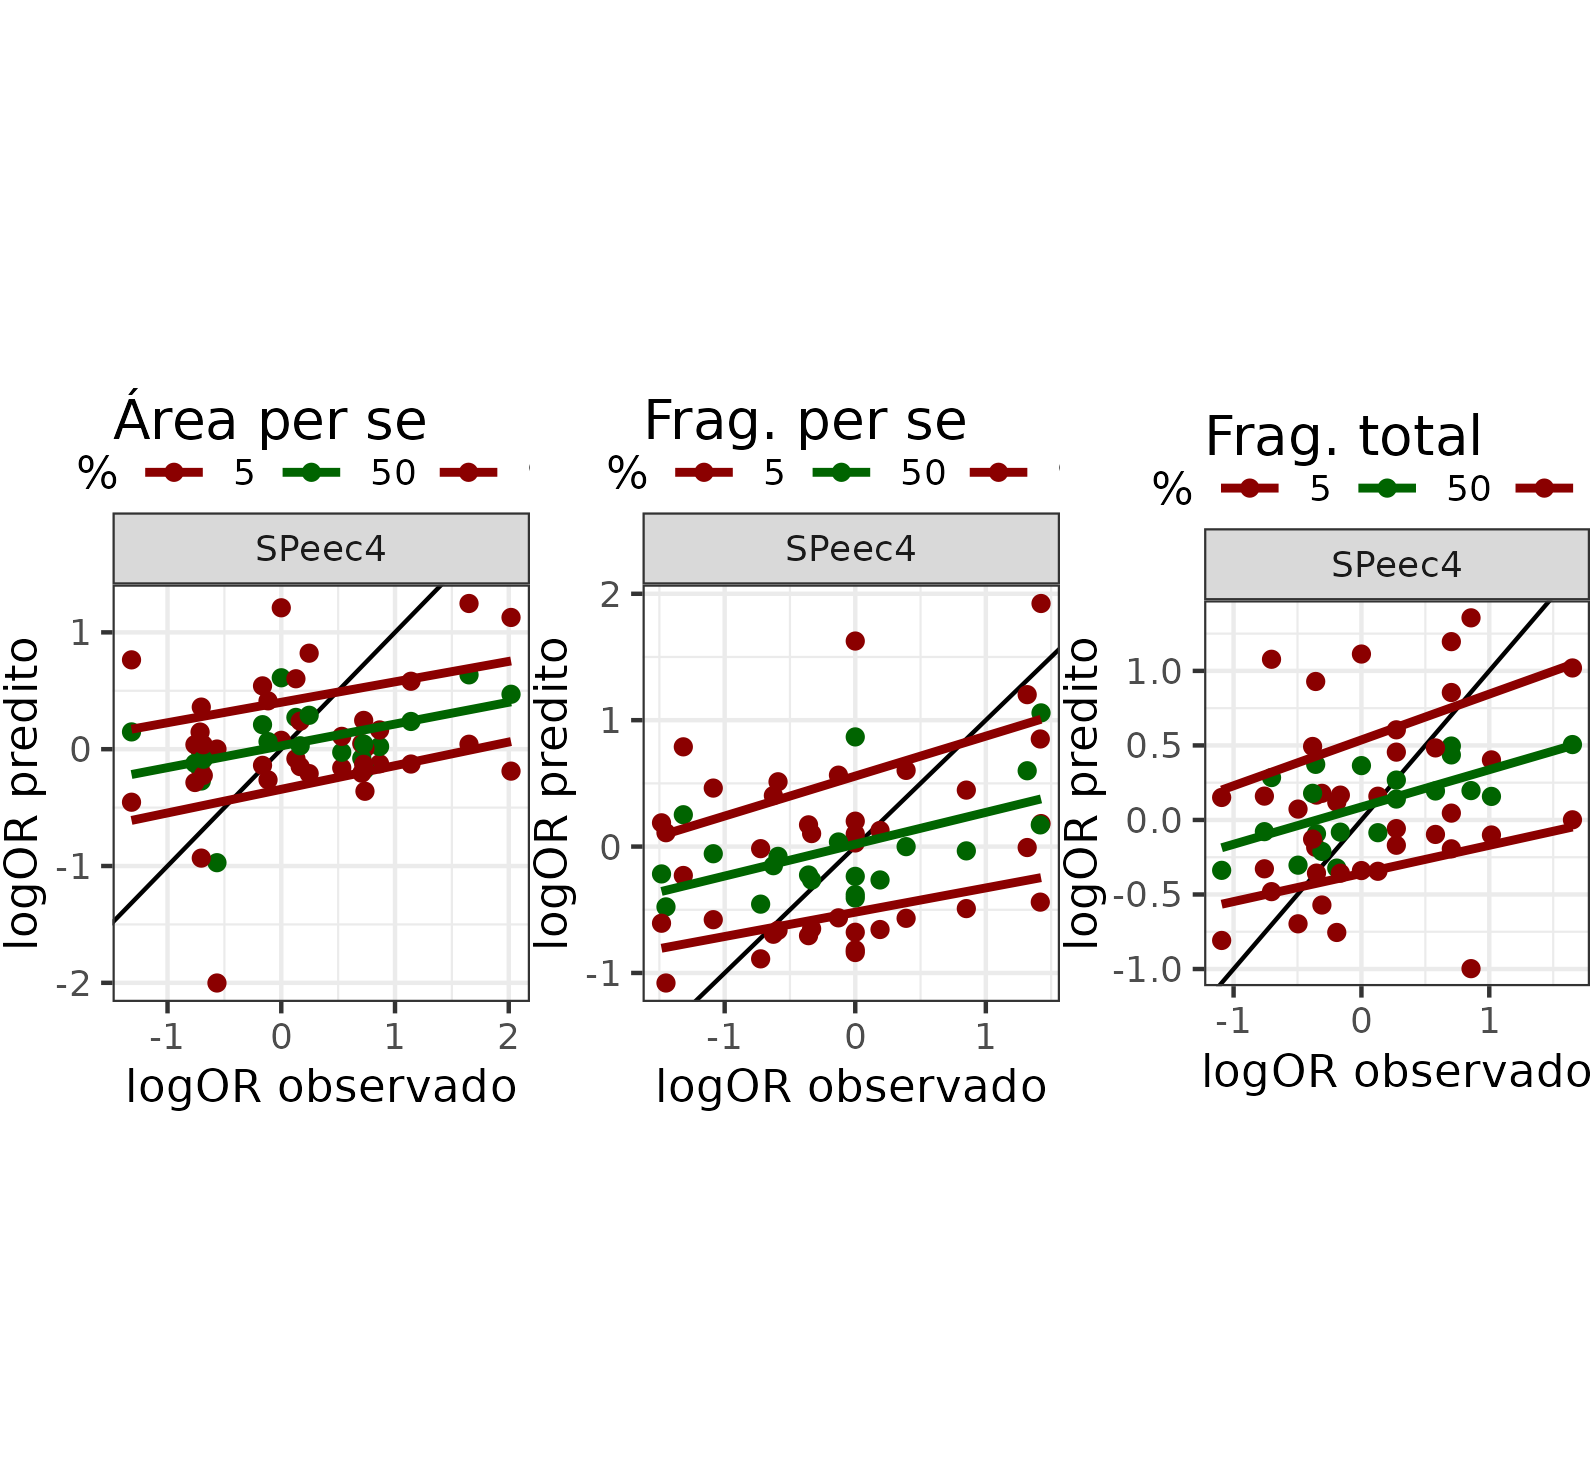 Área per se
% 5 50
SPeec4
1
0
-1
-2
-1 0 1 2
logOR observado
logOR predito
Frag. per se
% 5 50
SPeec4
2
1
0
-1
-1 0 1
logOR observado
logOR predito
Frag. total
% 5 50
SPeec4
1.0
0.5
0.0
-0.5
-1.0
-1 0 1
logOR observado
logOR predito